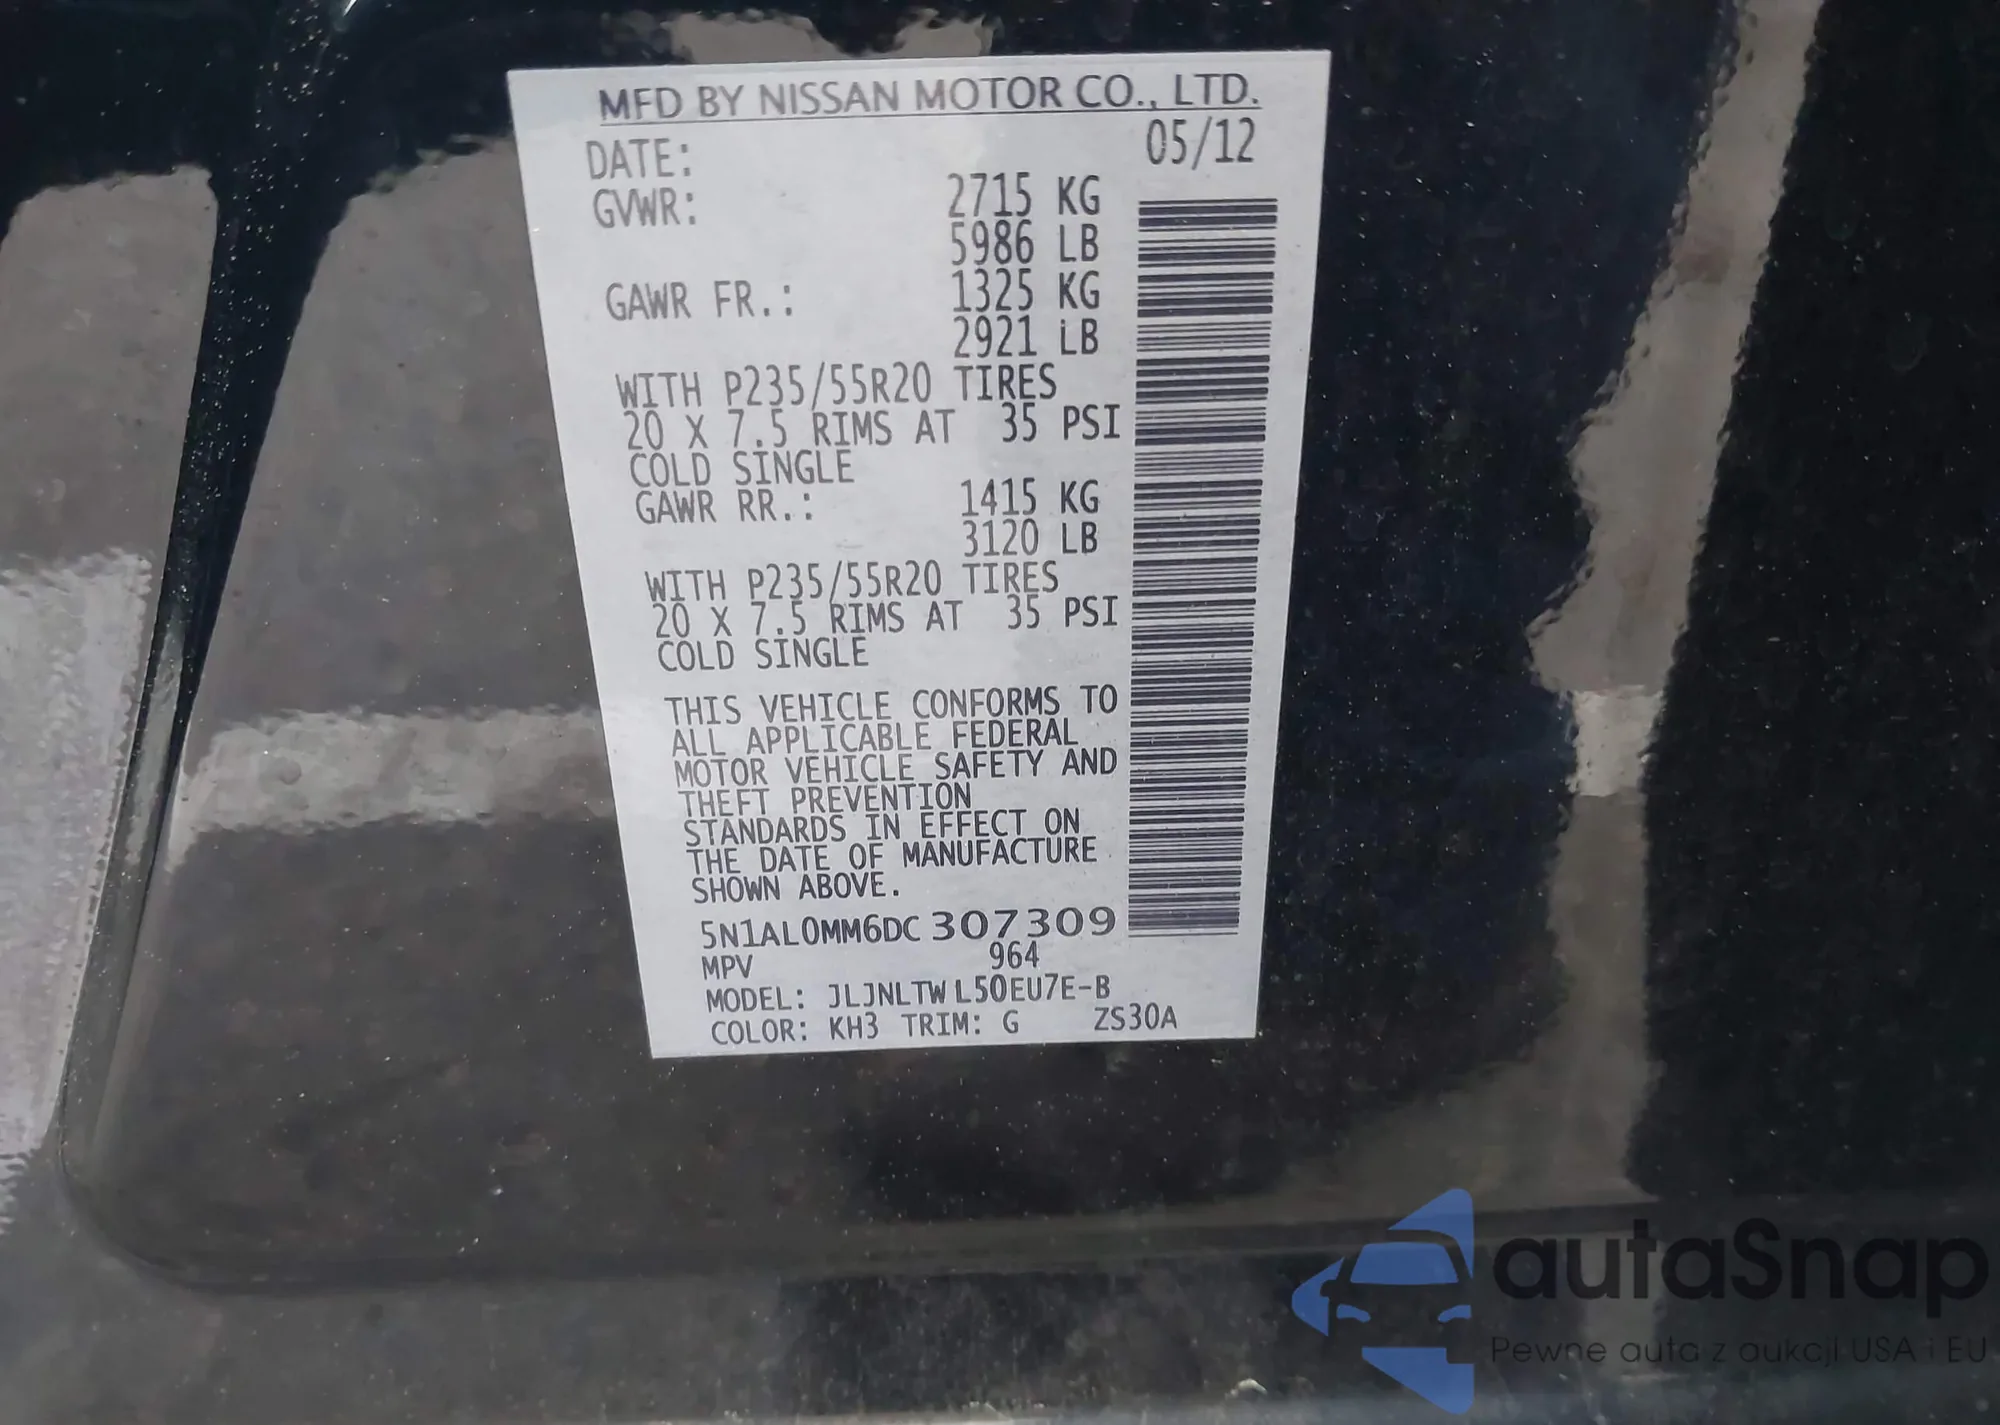 MFD BY NISSAN MOTOR CO., LTD.
DATE: 05/12
GVWR: 2715 KG
5986 LB
GAWR FR.: 1325 KG
2921 LB
WITH P235/55R20 TIRES
20 X 7.5 RIMS AT 35 PSI
COLD SINGLE
GAWR RR.: 1415 KG
3120 LB
WITH P235/55R20 TIRES
20 X 7.5 RIMS AT 35 PSI
COLD SINGLE
THIS VEHICLE CONFORMS TO
ALL APPLICABLE FEDERAL
MOTOR VEHICLE SAFETY AND
THEFT PREVENTION
STANDARDS IN EFFECT ON
THE DATE OF MANUFACTURE
SHOWN ABOVE.
5N1AL0MM6DC 307309
MPV 964
MODEL: JLJNLTW L50EU7E-B
COLOR: KH3 TRIM: G ZS30A
autaSnap
Pewne auta z aukcji USA i EU